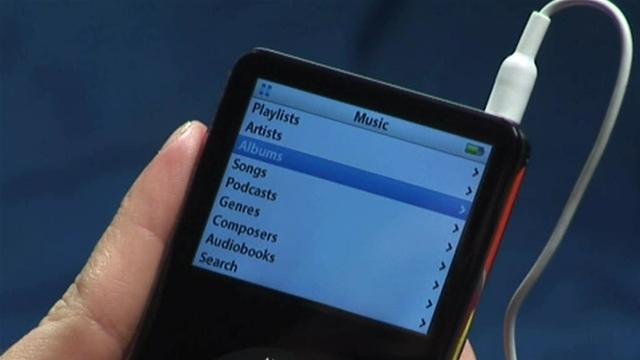 Music
Playlists
Artists
Albums
Songs
Podcasts
Genres
Composers
Audiobooks
Search